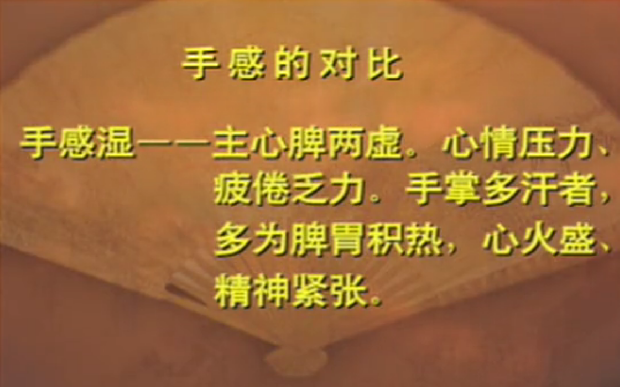 手感的对比
手感湿——主心脾两虚。心情压力、
疲倦乏力。手掌多汗者，
多为脾胃积热，心火盛、
精神紧张。